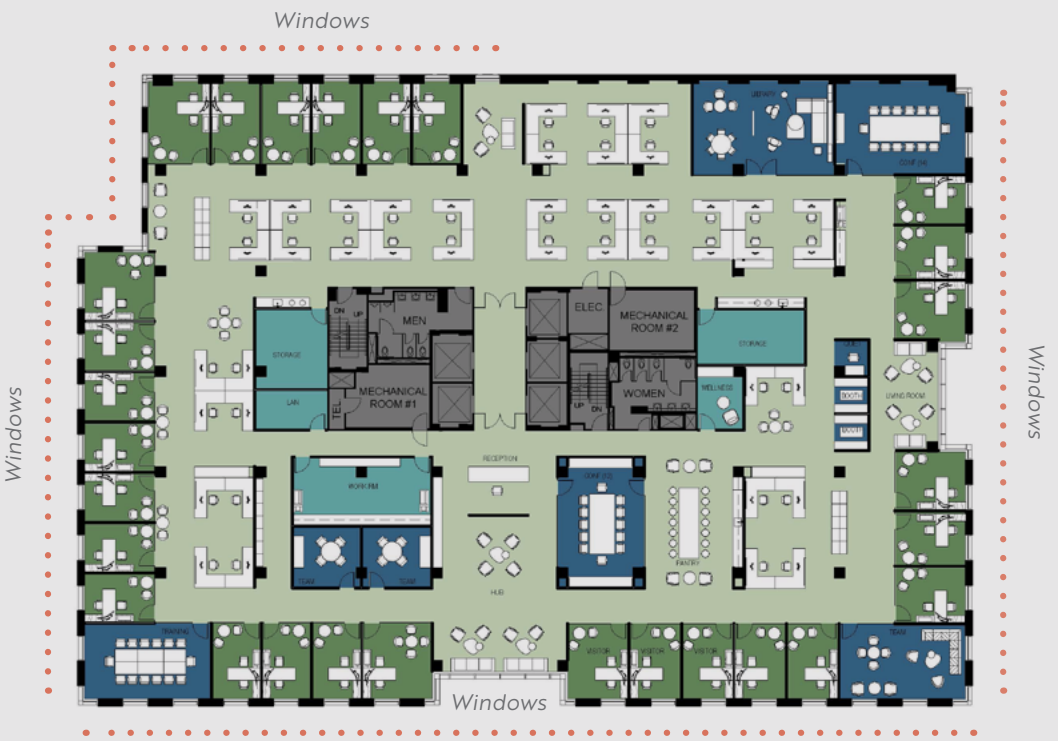 Windows
LIBRARY
CONF (14)
ELEC
MECHANICAL
ROOM #2
DN
UP
MEN
STORAGE
STORAGE
WELLNESS
WOMEN
LAN
TEL
MECHANICAL
ROOM #1
UP
DN
BOOTH
LIVING ROOM
Windows
Windows
RECEPTION
WORKRM
CONF (12)
PANTRY
TEAM
TEAM
HUB
TRAINING
VISITOR
VISITOR
VISITOR
TEAM
Windows